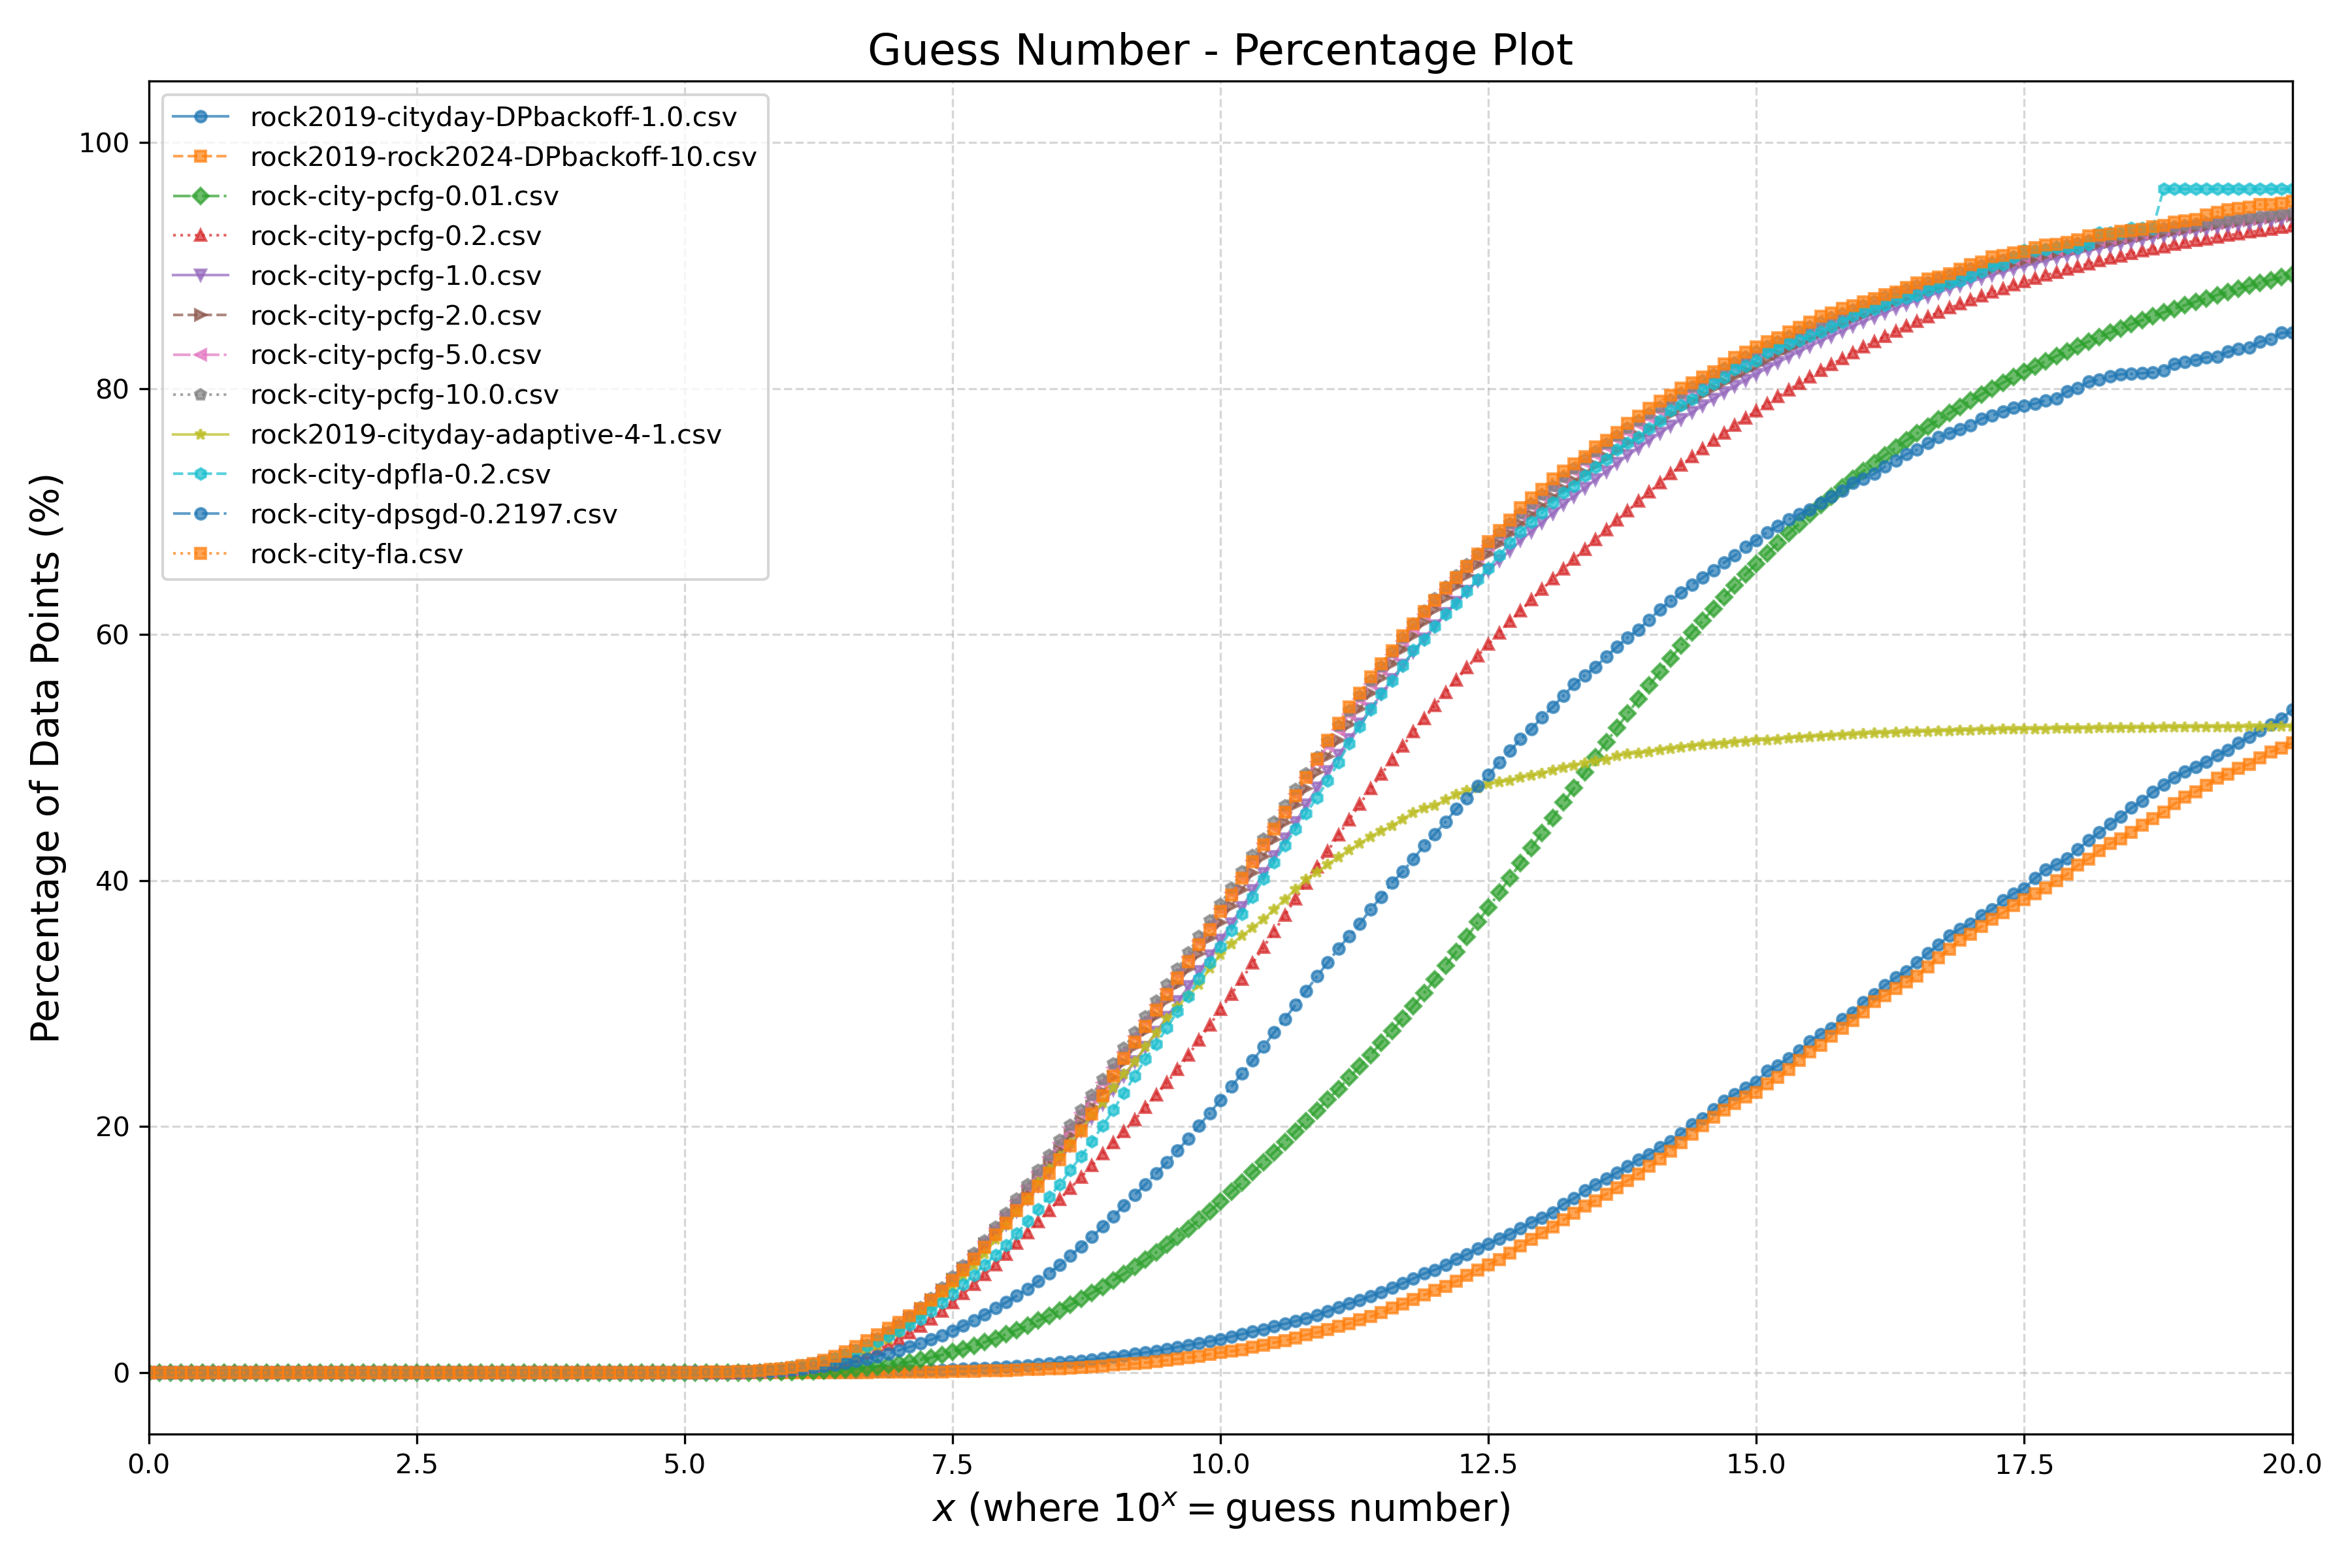 Guess Number - Percentage Plot
rock2019-cityday-DPbackoff-1.0.csv
rock2019-rock2024-DPbackoff-10.csv
rock-city-pcfg-0.01.csv
rock-city-pcfg-0.2.csv
rock-city-pcfg-1.0.csv
rock-city-pcfg-2.0.csv
rock-city-pcfg-5.0.csv
rock-city-pcfg-10.0.csv
rock2019-cityday-adaptive-4-1.csv
rock-city-dpfla-0.2.csv
rock-city-dpsgd-0.2197.csv
rock-city-fla.csv
Percentage of Data Points (%)
100
80
60
40
20
0
0.0 2.5 5.0 7.5 10.0 12.5 15.0 17.5 20.0
x (where 10^x = guess number)